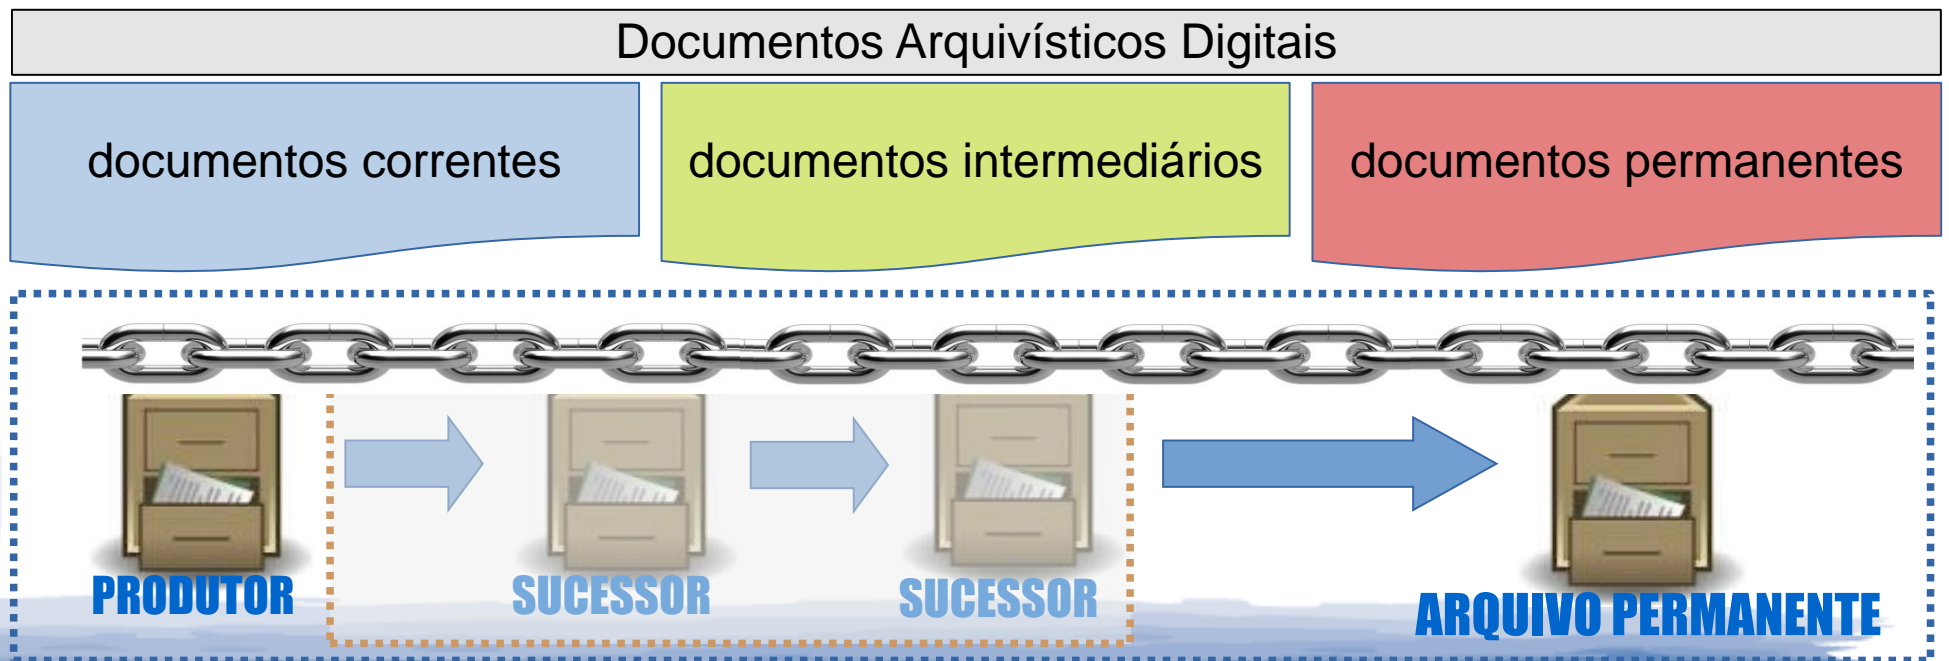 Documentos Arquivísticos Digitais
documentos correntes
documentos intermediários
documentos permanentes
PRODUTOR
SUCESSOR
SUCESSOR
ARQUIVO PERMANENTE